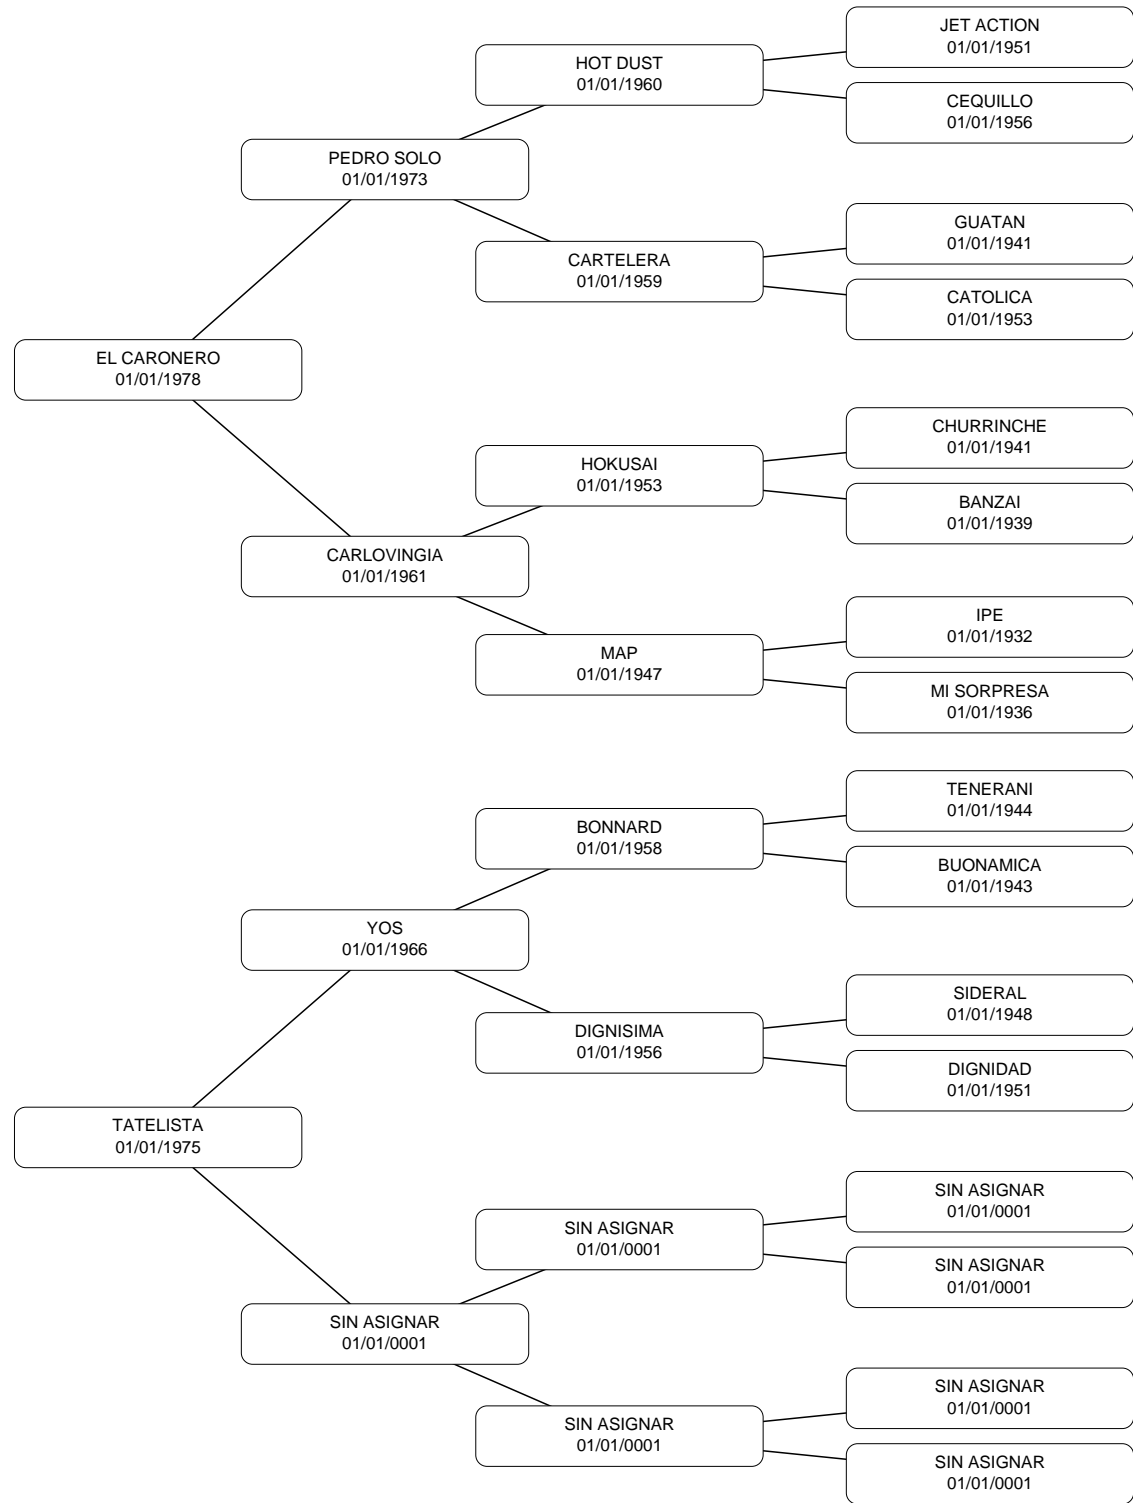 JET ACTION
01/01/1951
HOT DUST
01/01/1960
CEQUILLO
01/01/1956
PEDRO SOLO
01/01/1973
GUATAN
01/01/1941
CARTELERA
01/01/1959
CATOLICA
01/01/1953
EL CARONERO
01/01/1978
CHURRINCHE
01/01/1941
HOKUSAI
01/01/1953
BANZAI
01/01/1939
CARLOVINGIA
01/01/1961
IPE
01/01/1932
MAP
01/01/1947
MI SORPRESA
01/01/1936
TENERANI
01/01/1944
BONNARD
01/01/1958
BUONAMICA
01/01/1943
YOS
01/01/1966
SIDERAL
01/01/1948
DIGNISIMA
01/01/1956
DIGNIDAD
01/01/1951
TATELISTA
01/01/1975
SIN ASIGNAR
01/01/0001
SIN ASIGNAR
01/01/0001
SIN ASIGNAR
01/01/0001
SIN ASIGNAR
01/01/0001
SIN ASIGNAR
01/01/0001
SIN ASIGNAR
01/01/0001
SIN ASIGNAR
01/01/0001